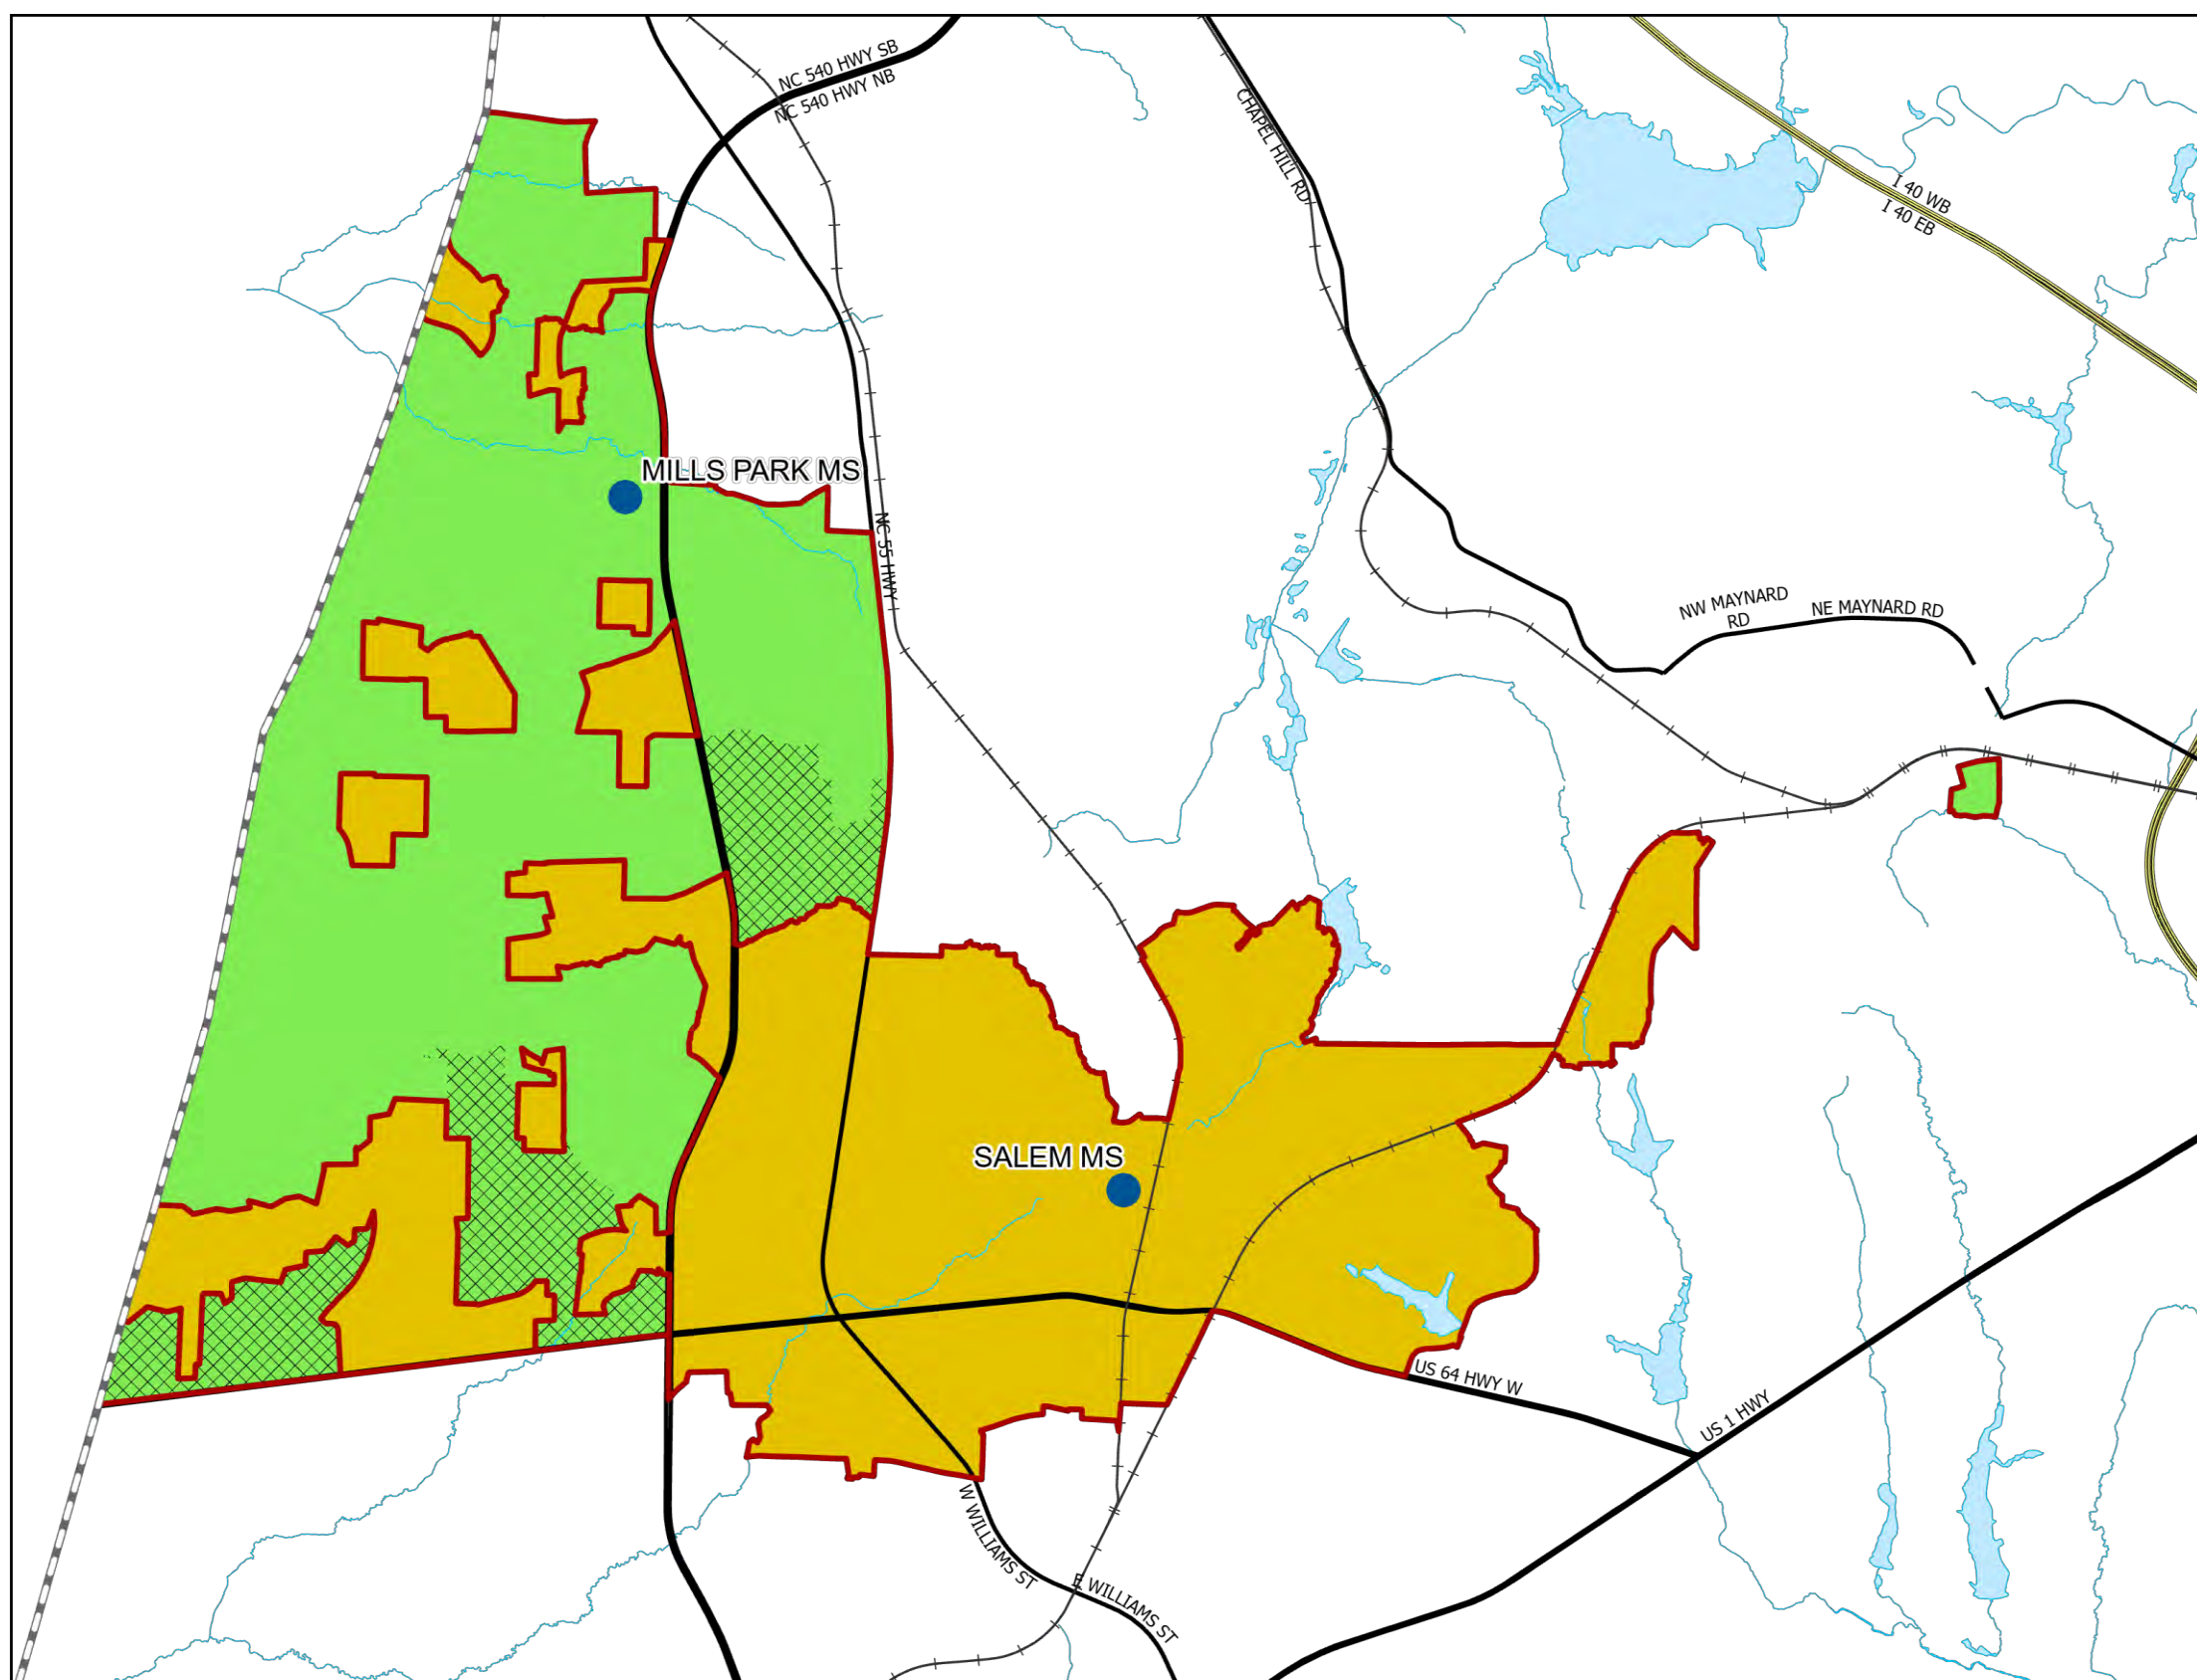 NC 540 HWY SB
NC 540 HWY NB
CHAPEL HILL RD
I 40 WB
I 40 EB
MILLS PARK MS
NC 55 HWY
NW MAYNARD
RD
NE MAYNARD RD
SALEM MS
US 64 HWY W
US 1 HWY
W WILLIAMS ST
E WILLIAMS ST